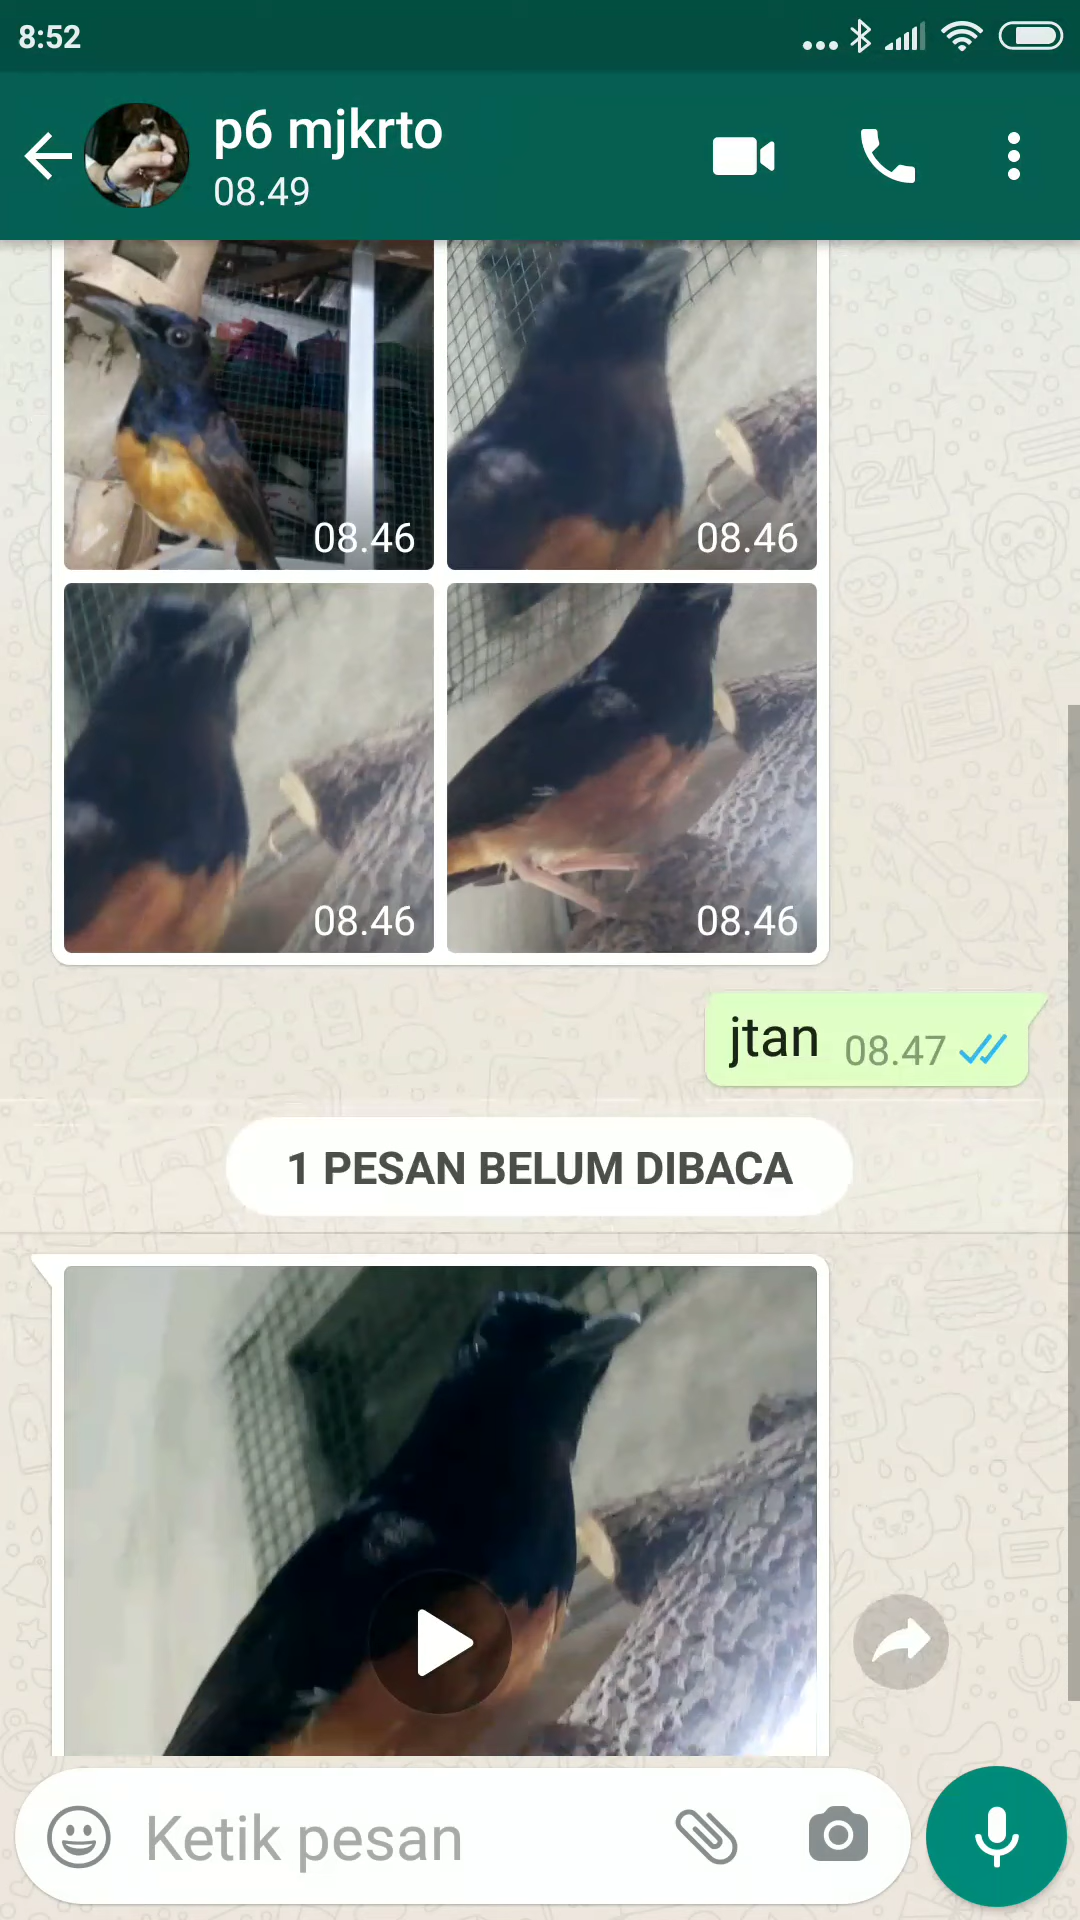 8:52
p6 mjkrto
08.49
08.46 08.46
08.46 08.46
jtan 08.47
1 PESAN BELUM DIBACA
Ketik pesan